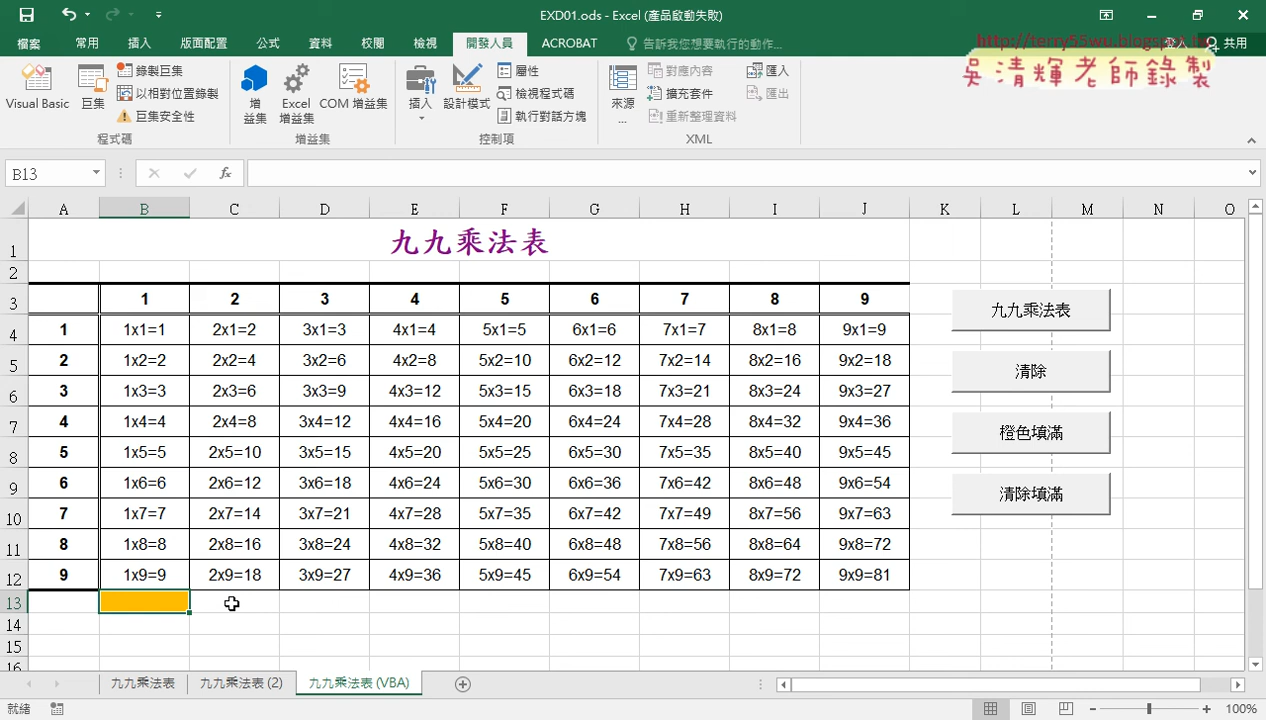 EXD01.ods - Excel (產品啟動失敗)
檔案 常用 插入 版面配置 公式 資料 校閱 檢視 開發人員 ACROBAT 告訴我您想要執行的動作... 登入 共用
http://terry55wu.blogspot.tw
吳清輝老師錄製
Visual Basic 巨集 錄製巨集 以相對位置錄製 巨集安全性 程式碼
增益集 Excel 增益集 COM 增益集 增益集
插入 設計模式 屬性 檢視程式碼 執行對話方塊 控制項
來源... 對應內容 擴充套件 重新整理資料 匯入 匯出 XML
B13 fx
A B C D E F G H I J K L M N O
1 九九乘法表
2
3 1 2 3 4 5 6 7 8 9
4 1 1x1=1 2x1=2 3x1=3 4x1=4 5x1=5 6x1=6 7x1=7 8x1=8 9x1=9
5 2 1x2=2 2x2=4 3x2=6 4x2=8 5x2=10 6x2=12 7x2=14 8x2=16 9x2=18
6 3 1x3=3 2x3=6 3x3=9 4x3=12 5x3=15 6x3=18 7x3=21 8x3=24 9x3=27
7 4 1x4=4 2x4=8 3x4=12 4x4=16 5x4=20 6x4=24 7x4=28 8x4=32 9x4=36
8 5 1x5=5 2x5=10 3x5=15 4x5=20 5x5=25 6x5=30 7x5=35 8x5=40 9x5=45
9 6 1x6=6 2x6=12 3x6=18 4x6=24 5x6=30 6x6=36 7x6=42 8x6=48 9x6=54
10 7 1x7=7 2x7=14 3x7=21 4x7=28 5x7=35 6x7=42 7x7=49 8x7=56 9x7=63
11 8 1x8=8 2x8=16 3x8=24 4x8=32 5x8=40 6x8=48 7x8=56 8x8=64 9x8=72
12 9 1x9=9 2x9=18 3x9=27 4x9=36 5x9=45 6x9=54 7x9=63 8x9=72 9x9=81
13
14
15
16
九九乘法表
清除
橙色填滿
清除填滿
九九乘法表 九九乘法表 (2) 九九乘法表 (VBA)
就緒 100%